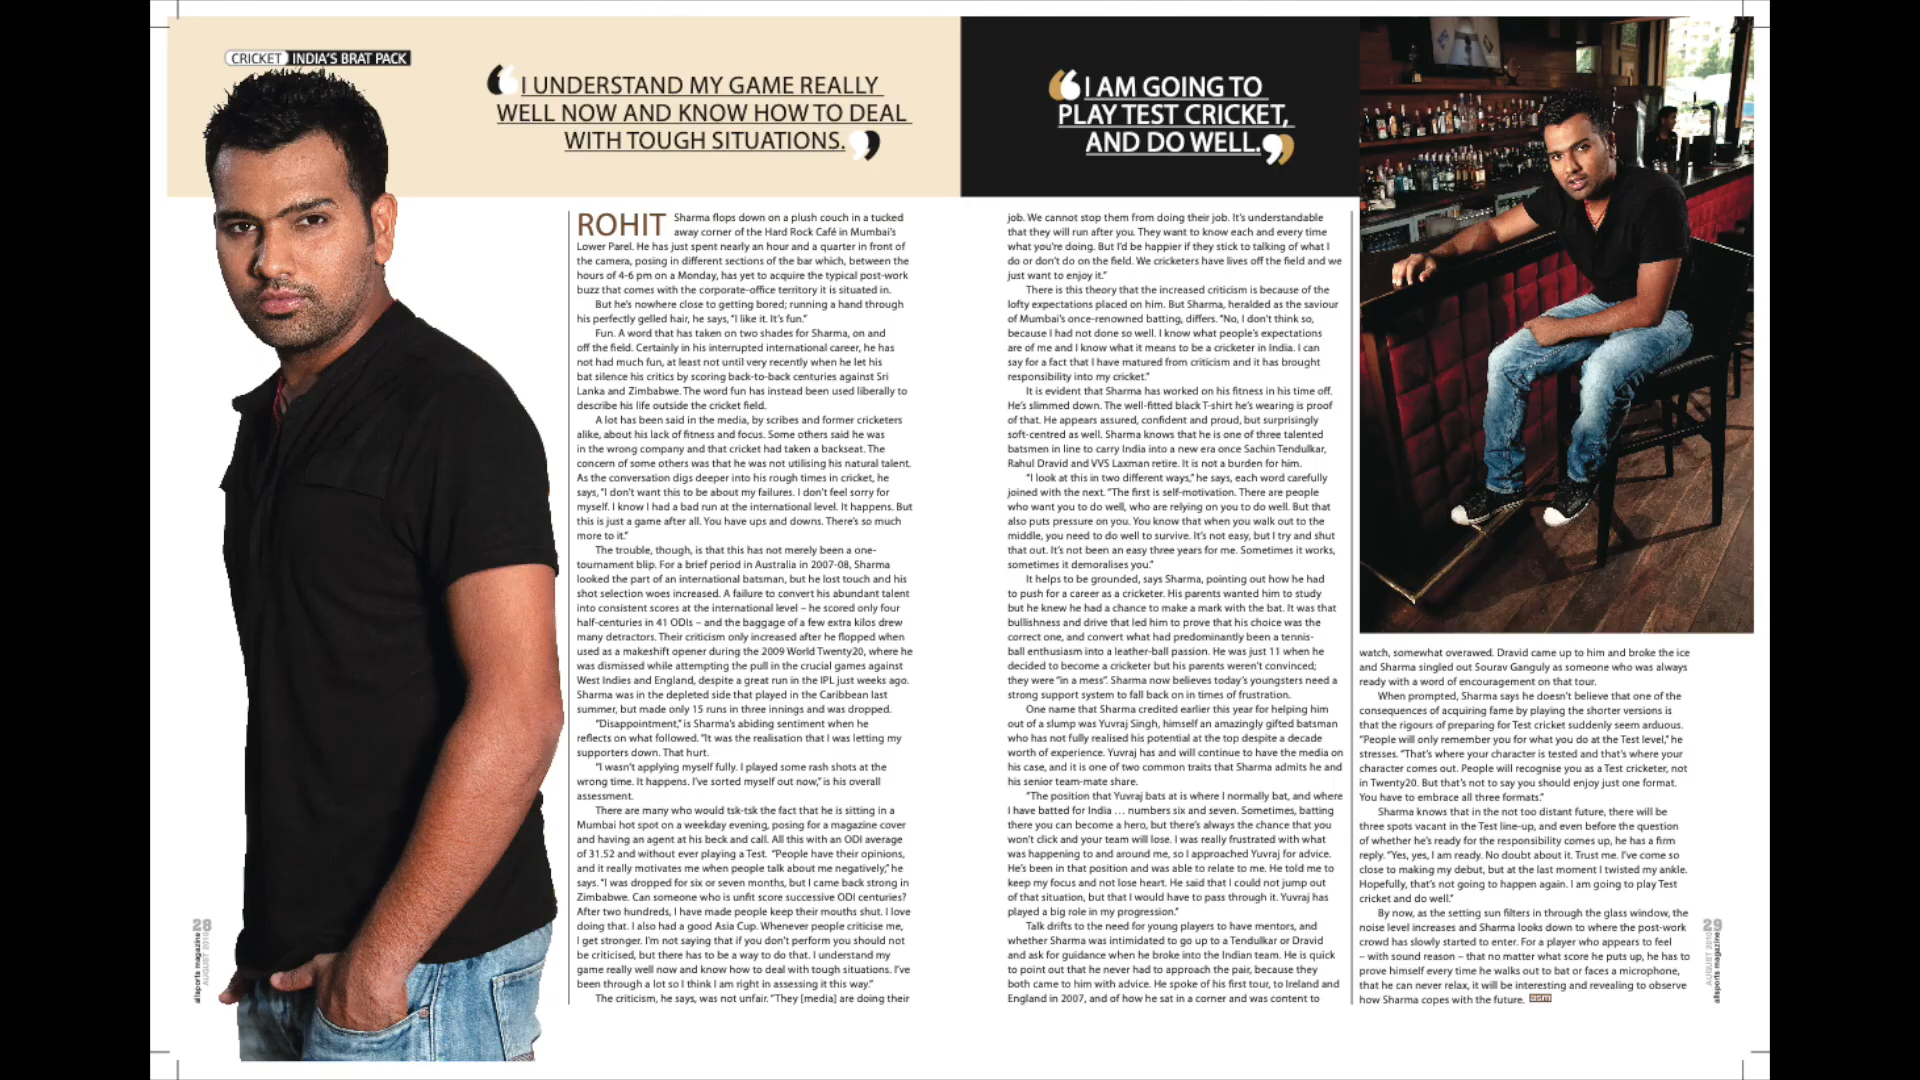 CRICKET INDIA'S BRAT PACK
I UNDERSTAND MY GAME REALLY
WELL NOW AND KNOW HOW TO DEAL
WITH TOUGH SITUATIONS.
I AM GOING TO
PLAY TEST CRICKET,
AND DO WELL.
ROHIT Sharma flops down on a plush couch in a tucked
away corner of the Hard Rock Café in Mumbai's
Lower Parel. He has just spent nearly an hour and a quarter in front of
the camera, posing in different sections of the bar which, between the
hours of 4-6 pm on a Monday, has yet to acquire the typical post-work
buzz that comes with the corporate-office territory it is situated in.
But he's nowhere close to getting bored; running a hand through
his perfectly gelled hair, he says, "I like it. It's fun."
Fun. A word that has taken on two shades for Sharma, on and
off the field. Certainly in his interrupted international career, he has
not had much fun, at least not until very recently when he let his
bat silence his critics by scoring back-to-back centuries against Sri
Lanka and Zimbabwe. The word fun has instead been used liberally to
describe his life outside the cricket field.
A lot has been said in the media, by scribes and former cricketers
alike, about his lack of fitness and focus. Some others said he was
in the wrong company and that cricket had taken a backseat. The
concern of some others was that he was not utilising his natural talent.
As the conversation digs deeper into his rough times in cricket, he
says, "I don't want this to be about my failures. I don't feel sorry for
myself. I know I had a bad run at the international level. It happens. But
this is just a game after all. You have ups and downs. There's so much
more to it."
The trouble, though, is that this has not merely been a one-
tournament blip. For a brief period in Australia in 2007-08, Sharma
looked the part of an international batsman, but he lost touch and his
shot selection woes increased. A failure to convert his abundant talent
into consistent scores at the international level – he scored only four
half-centuries in 41 ODIs – and the baggage of a few extra kilos drew
many detractors. Their criticism only increased after he flopped when
used as a makeshift opener during the 2009 World Twenty20, where he
was dismissed while attempting the pull in the crucial games against
West Indies and England, despite a great run in the IPL just weeks ago.
Sharma was in the depleted side that played in the Caribbean last
summer, but made only 15 runs in three innings and was dropped.
"Disappointment," is Sharma's abiding sentiment when he
reflects on what followed. "It was the realisation that I was letting my
supporters down. That hurt.
"I wasn't applying myself fully. I played some rash shots at the
wrong time. It happens. I've sorted myself out now," is his overall
assessment.
There are many who would tsk-tsk the fact that he is sitting in a
Mumbai hot spot on a weekday evening, posing for a magazine cover
and having an agent at his beck and call. All this with an ODI average
of 31.52 and without ever playing a Test. "People have their opinions,
and it really motivates me when people talk about me negatively," he
says. "I was dropped for six or seven months, but I came back strong in
Zimbabwe. Can someone who is unfit score successive ODI centuries?
After two hundreds, I have made people keep their mouths shut. I love
doing that. I also had a good Asia Cup. Whenever people criticise me,
I get stronger. I'm not saying that if you don't perform you should not
be criticised, but there has to be a way to do that. I understand my
game really well now and know how to deal with tough situations. I've
been through a lot so I think I am right in assessing it this way."
The criticism, he says, was not unfair. "They [media] are doing their
job. We cannot stop them from doing their job. It's understandable
that they will run after you. They want to know each and every time
what you're doing. But I'd be happier if they stick to talking of what I
do or don't do on the field. We cricketers have lives off the field and we
just want to enjoy it."
There is this theory that the increased criticism is because of the
lofty expectations placed on him. But Sharma, heralded as the saviour
of Mumbai's once-renowned batting, differs. "No, I don't think so,
because I had not done so well. I know what people's expectations
are of me and I know what it means to be a cricketer in India. I can
say for a fact that I have matured from criticism and it has brought
responsibility into my cricket."
It is evident that Sharma has worked on his fitness in his time off.
He's slimmed down. The well-fitted black T-shirt he's wearing is proof
of that. He appears assured, confident and proud, but surprisingly
soft-centred as well. Sharma knows that he is one of three talented
batsmen in line to carry India into a new era once Sachin Tendulkar,
Rahul Dravid and VVS Laxman retire. It is not a burden for him.
"I look at this in two different ways," he says, each word carefully
joined with the next. "The first is self-motivation. There are people
who want you to do well, who are relying on you to do well. But that
also puts pressure on you. You know that when you walk out to the
middle, you need to do well to survive. It's not easy, but I try and shut
that out. It's not been an easy three years for me. Sometimes it works,
sometimes it demoralises you."
It helps to be grounded, says Sharma, pointing out how he had
to push for a career as a cricketer. His parents wanted him to study
but he knew he had a chance to make a mark with the bat. It was that
bullishness and drive that led him to prove that his choice was the
correct one, and convert what had predominantly been a tennis-
ball enthusiasm into a leather-ball passion. He was just 11 when he
decided to become a cricketer but his parents weren't convinced;
they were "in a mess". Sharma now believes today's youngsters need a
strong support system to fall back on in times of frustration.
One name that Sharma credited earlier this year for helping him
out of a slump was Yuvraj Singh, himself an amazingly gifted batsman
who has not fully realised his potential at the top despite a decade
worth of experience. Yuvraj has and will continue to have the media on
his case, and it is one of two common traits that Sharma admits he and
his senior team-mate share.
"The position that Yuvraj bats at is where I normally bat, and where
I have batted for India … numbers six and seven. Sometimes, batting
there you can become a hero, but there's always the chance that you
won't click and your team will lose. I was really frustrated with what
was happening to and around me, so I approached Yuvraj for advice.
He's been in that position and was able to relate to me. He told me to
keep my focus and not lose heart. He said that I could not jump out
of that situation, but that I would have to pass through it. Yuvraj has
played a big role in my progression."
Talk drifts to the need for young players to have mentors, and
whether Sharma was intimidated to go up to a Tendulkar or Dravid
and ask for guidance when he broke into the Indian team. He is quick
to point out that he never had to approach the pair, because they
both came to him with advice. He spoke of his first tour, to Ireland and
England in 2007, and of how he sat in a corner and was content to
watch, somewhat overawed. Dravid came up to him and broke the ice
and Sharma singled out Sourav Ganguly as someone who was always
ready with a word of encouragement on that tour.
When prompted, Sharma says he doesn't believe that one of the
consequences of acquiring fame by playing the shorter versions is
that the rigours of preparing for Test cricket suddenly seem arduous.
"People will only remember you for what you do at the Test level," he
stresses. "That's where your character is tested and that's where your
character comes out. People will recognise you as a Test cricketer, not
in Twenty20. But that's not to say you should enjoy just one format.
You have to embrace all three formats."
Sharma knows that in the not too distant future, there will be
three spots vacant in the Test line-up, and even before the question
of whether he's ready for the responsibility comes up, he has a firm
reply. "Yes, yes, I am ready. No doubt about it. Trust me. I've come so
close to making my debut, but at the last moment I twisted my ankle.
Hopefully, that's not going to happen again. I am going to play Test
cricket and do well."
By now, as the setting sun filters in through the glass window, the
noise level increases and Sharma looks down to where the post-work
crowd has slowly started to enter. For a player who appears to feel
– with sound reason – that no matter what score he puts up, he has to
prove himself every time he walks out to bat or faces a microphone,
that he can never relax, it will be interesting and revealing to observe
how Sharma copes with the future.
28
allsports magazine
AUGUST 2010
29
allsports magazine
AUGUST 2010